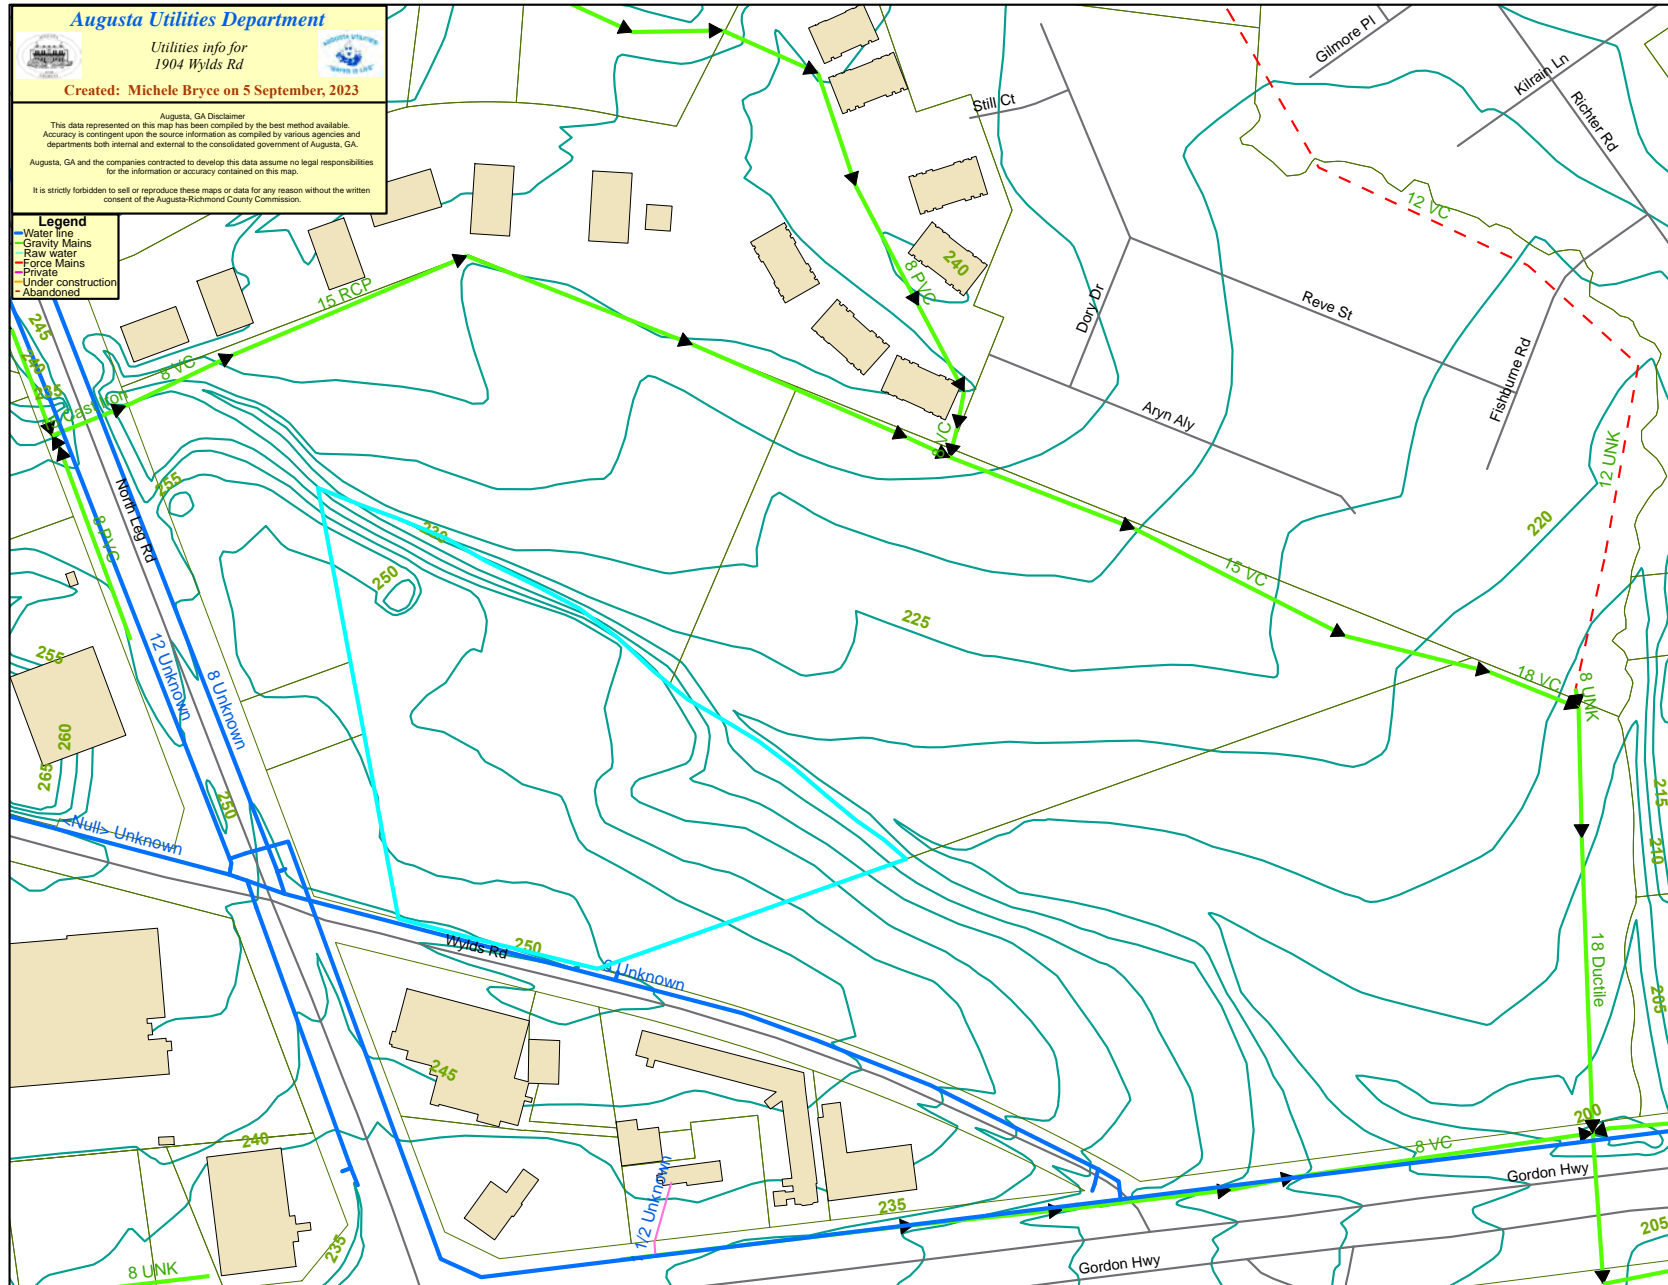 Augusta Utilities Department
Utilities info for
1904 Wylds Rd
Created: Michele Bryce on 5 September, 2023
Augusta, GA Disclaimer
This data represented on this map has been compiled by the best method available.
Accuracy is contingent upon the source information as compiled by various agencies and
departments both internal and external to the consolidated government of Augusta, GA.
Augusta, GA and the companies contracted to develop this data assume no legal responsibilities
for the information or accuracy contained on this map.
It is strictly forbidden to sell or reproduce these maps or data for any reason without the written
consent of the Augusta-Richmond County Commission.
Legend
Water line
Gravity Mains
Raw water
Force Mains
Private
Under construction
Abandoned
Gilmore Pl
Kilrain Ln
Richter Rd
Still Ct
12 VC
240
8 PVC
15 RCP
Dory Dr
Reve St
Fishburne Rd
245
240
235
8 VC
Cast Iron
Aryn Aly
8 VC
12 UNK
255
North Leg Rd
8 PVC
230
220
250
15 VC
225
255
12 Unknown
8 Unknown
18 VC
8 UNK
260
265
250
215
<Null> Unknown
210
Wylds Rd
250
6 Unknown
18 Ductile
205
245
200
240
8 VC
Gordon Hwy
1/2 Unknown
235
235
205
Gordon Hwy
8 UNK